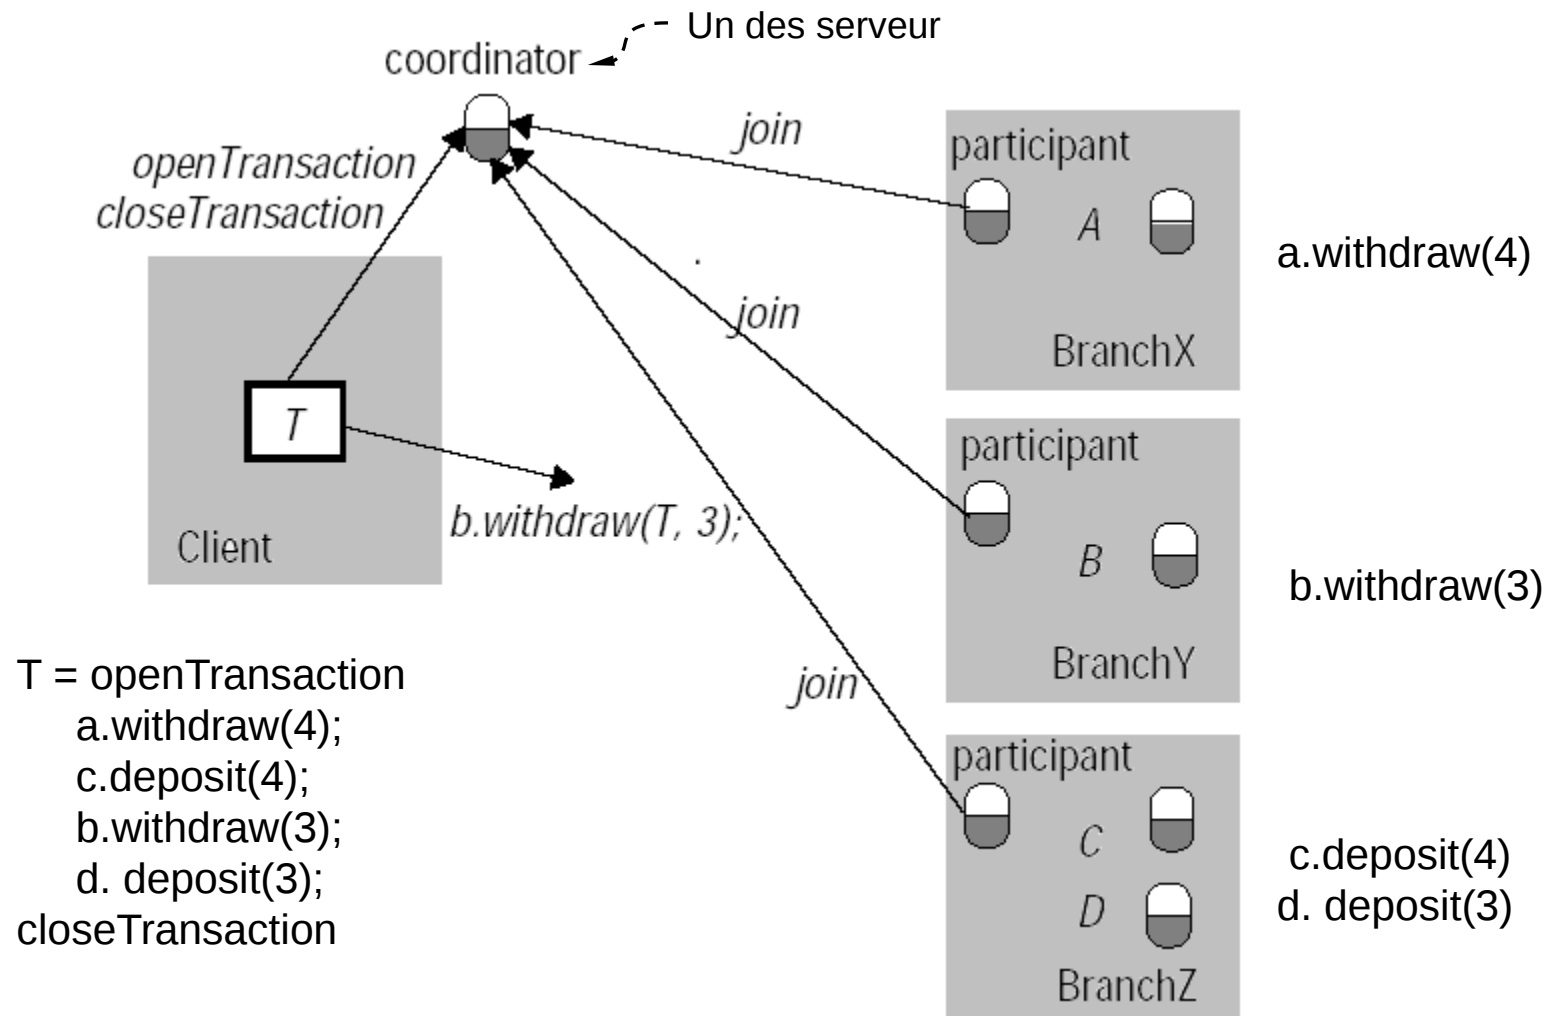 Un des serveur
coordinator
join
participant
openTransaction
closeTransaction
A
a.withdraw(4)
join
BranchX
T
participant
b.withdraw(T, 3);
Client
B
b.withdraw(3)
BranchY
T = openTransaction
a.withdraw(4);
c.deposit(4);
b.withdraw(3);
d. deposit(3);
closeTransaction
join
participant
C
c.deposit(4)
D
d. deposit(3)
BranchZ